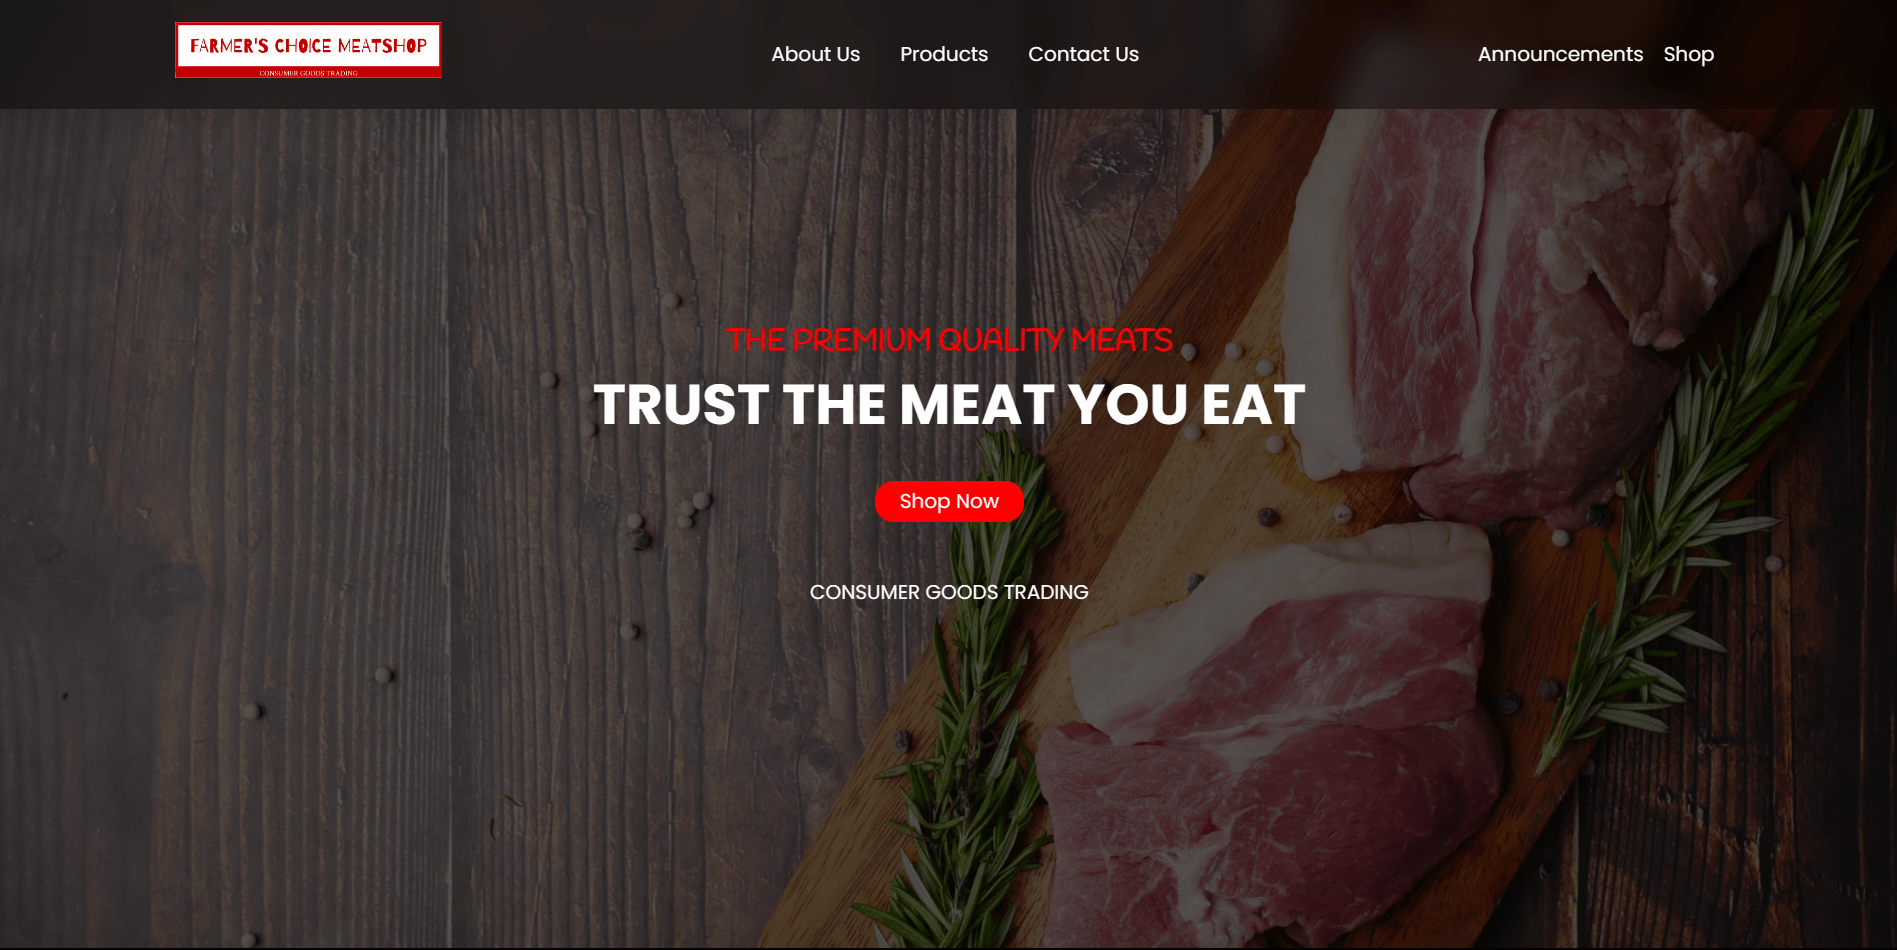 FARMER'S CHOICE MEATSHOP
CONSUMER GOODS TRADING
About Us
Products
Contact Us
Announcements
Shop
THE PREMIUM QUALITY MEATS
TRUST THE MEAT YOU EAT
Shop Now
CONSUMER GOODS TRADING